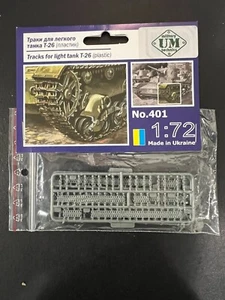 Траки для легкого
танка Т-26 (пластик)
Tracks for light tank T-26 (plastic)
UM
No.401
1:72
Made in Ukraine